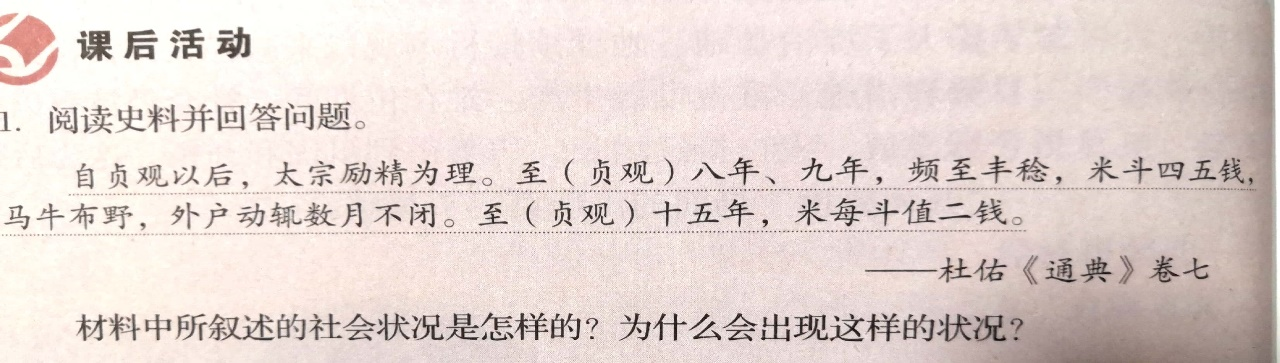 课后活动
1. 阅读史料并回答问题。
自贞观以后，太宗励精为理。至（贞观）八年、九年，频至丰稔，米斗四五钱，
马牛布野，外户动辄数月不闭。至（贞观）十五年，米每斗值二钱。
——杜佑《通典》卷七
材料中所叙述的社会状况是怎样的？为什么会出现这样的状况？